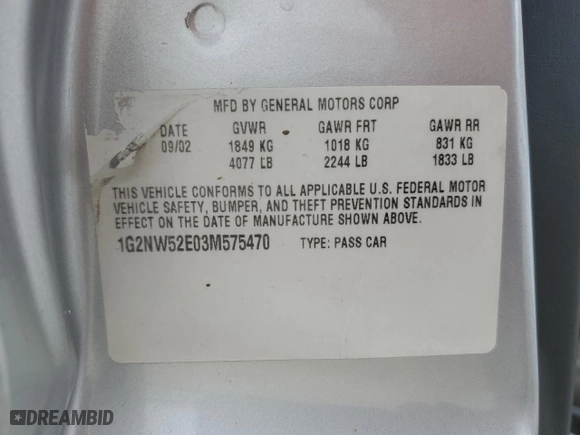 MFD BY GENERAL MOTORS CORP
DATE GVWR GAWR FRT GAWR RR
09/02 1849 KG 1018 KG 831 KG
4077 LB 2244 LB 1833 LB
THIS VEHICLE CONFORMS TO ALL APPLICABLE U.S. FEDERAL MOTOR
VEHICLE SAFETY, BUMPER, AND THEFT PREVENTION STANDARDS IN
EFFECT ON THE DATE OF MANUFACTURE SHOWN ABOVE.
1G2NW52E03M575470 TYPE: PASS CAR
DREAMBID